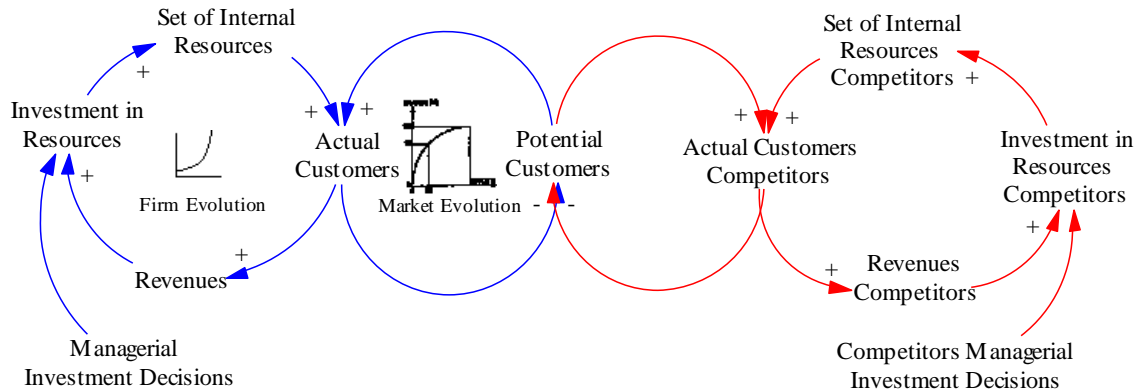 Set of Internal
Resources
+
Investment in
Resources
+
Firm Evolution
+
Revenues
Managerial
Investment Decisions
+
+
Actual
Customers
Market Evolution
Potential
Customers
-
-
+
+
Actual Customers
Competitors
Set of Internal
Resources
Competitors
+
Investment in
Resources
Competitors
+
+
Revenues
Competitors
Competitors Managerial
Investment Decisions